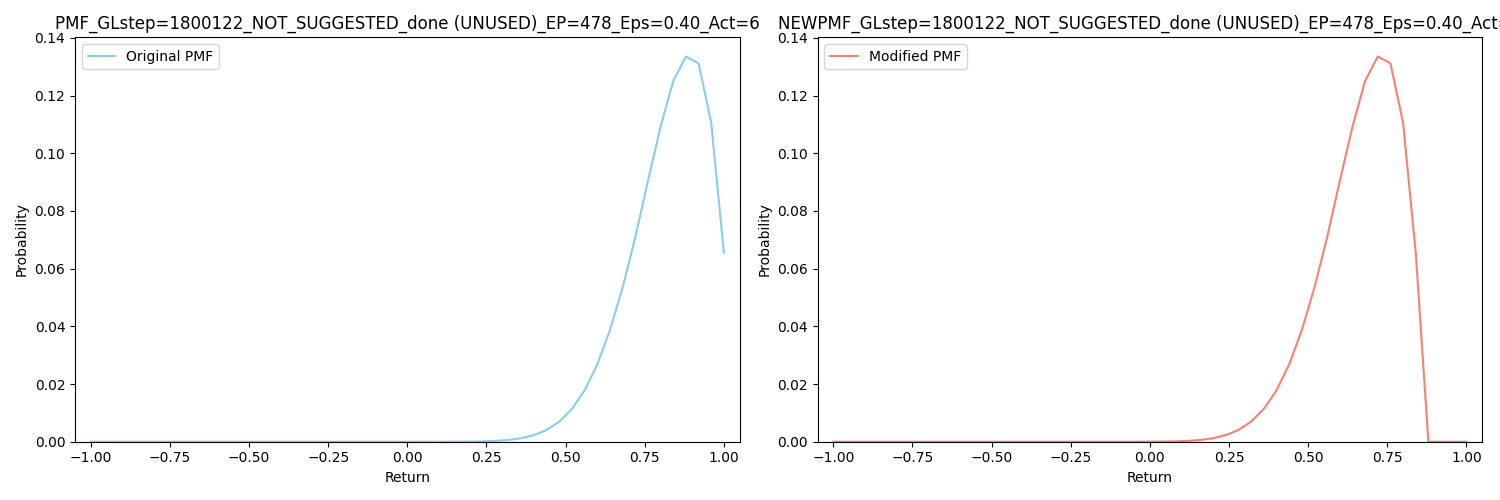 PMF_GLstep=1800122_NOT_SUGGESTED_done (UNUSED)_EP=478_Eps=0.40_Act=6
Original PMF
Probability
0.14
0.12
0.10
0.08
0.06
0.04
0.02
0.00
−1.00 −0.75 −0.50 −0.25 0.00 0.25 0.50 0.75 1.00
Return
NEWPMF_GLstep=1800122_NOT_SUGGESTED_done (UNUSED)_EP=478_Eps=0.40_Act=
Modified PMF
Probability
0.14
0.12
0.10
0.08
0.06
0.04
0.02
0.00
−1.00 −0.75 −0.50 −0.25 0.00 0.25 0.50 0.75 1.00
Return